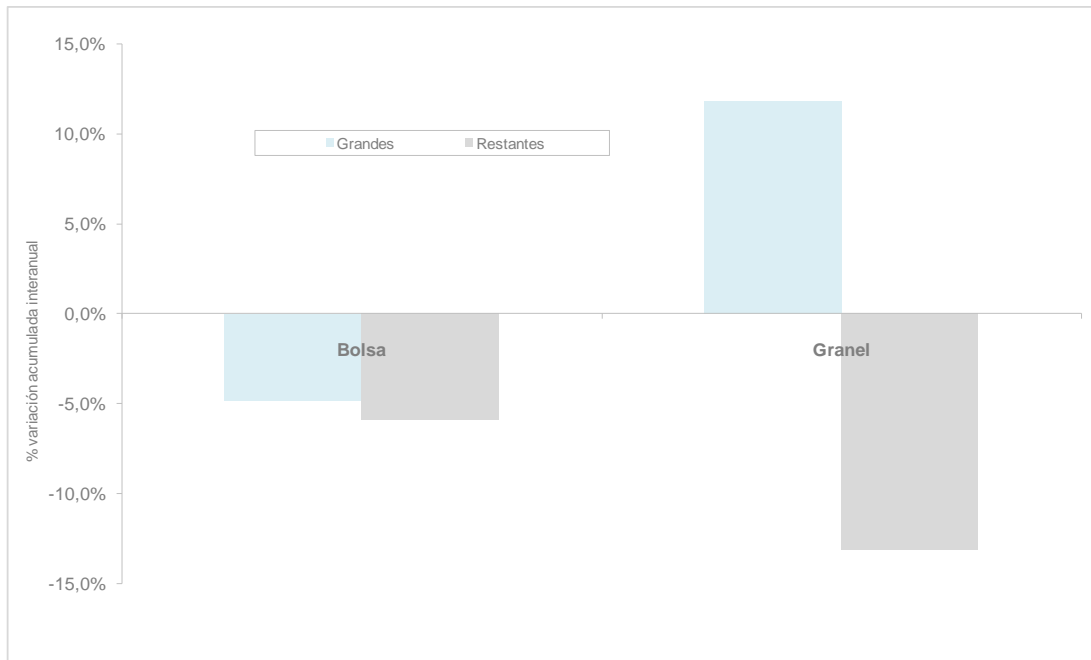 15,0%
10,0%
Grandes Restantes
5,0%
% variación acumulada interanual
0,0%
Bolsa Granel
-5,0%
-10,0%
-15,0%